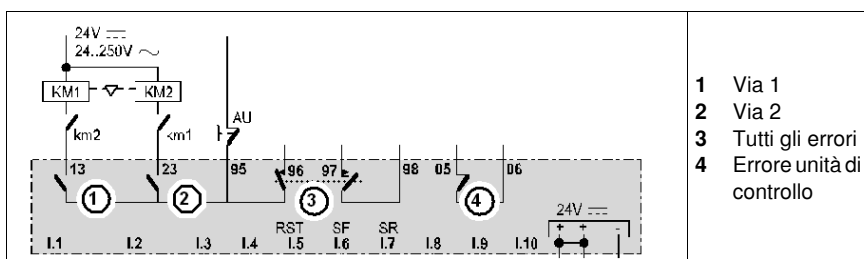 24V
24..250V
KM1
KM2
AU
km2
km1
13
23
95
96
97
98
05
06
1
2
3
4
24V
RST
SF
SR
+
+
-
I.1
I.2
I.3
I.4
I.5
I.6
I.7
I.8
I.9
I.10
1 Via 1
2 Via 2
3 Tutti gli errori
4 Errore unità di
controllo